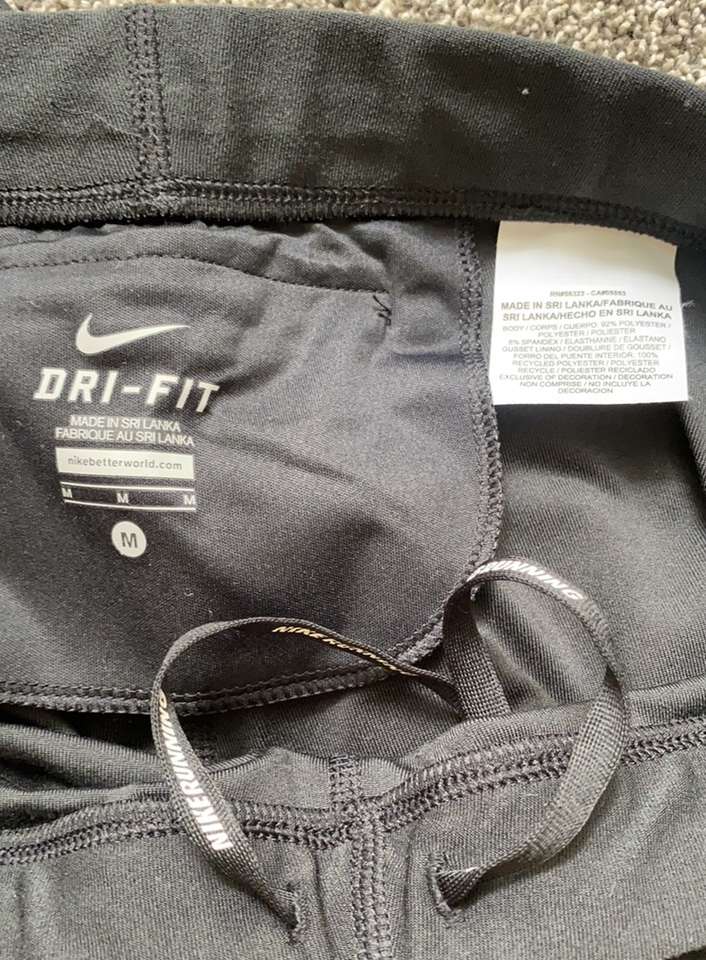 DRI-FIT
MADE IN SRI LANKA
FABRIQUE AU SRI LANKA
nikebetterworld.com
M M M
M
MADE IN SRI LANKA/FABRIQUE AU
SRI LANKA/HECHO EN SRI LANKA
BODY / CORPS / CUERPO: 92% POLYESTER /
POLYESTER / POLIESTER
8% SPANDEX / ELASTHANNE / ELASTANO
GUSSET LINING / DOUBLURE DE GOUSSET /
FORRO DEL PUENTE INTERIOR: 100%
RECYCLED POLYESTER / POLYESTER
RECYCLE / POLIESTER RECICLADO
EXCLUSIVE OF DECORATION / DECORATION
NON COMPRISE / NO INCLUYE LA
DECORACION
RUNNING
NIKERUNNING
NIKERUNNING